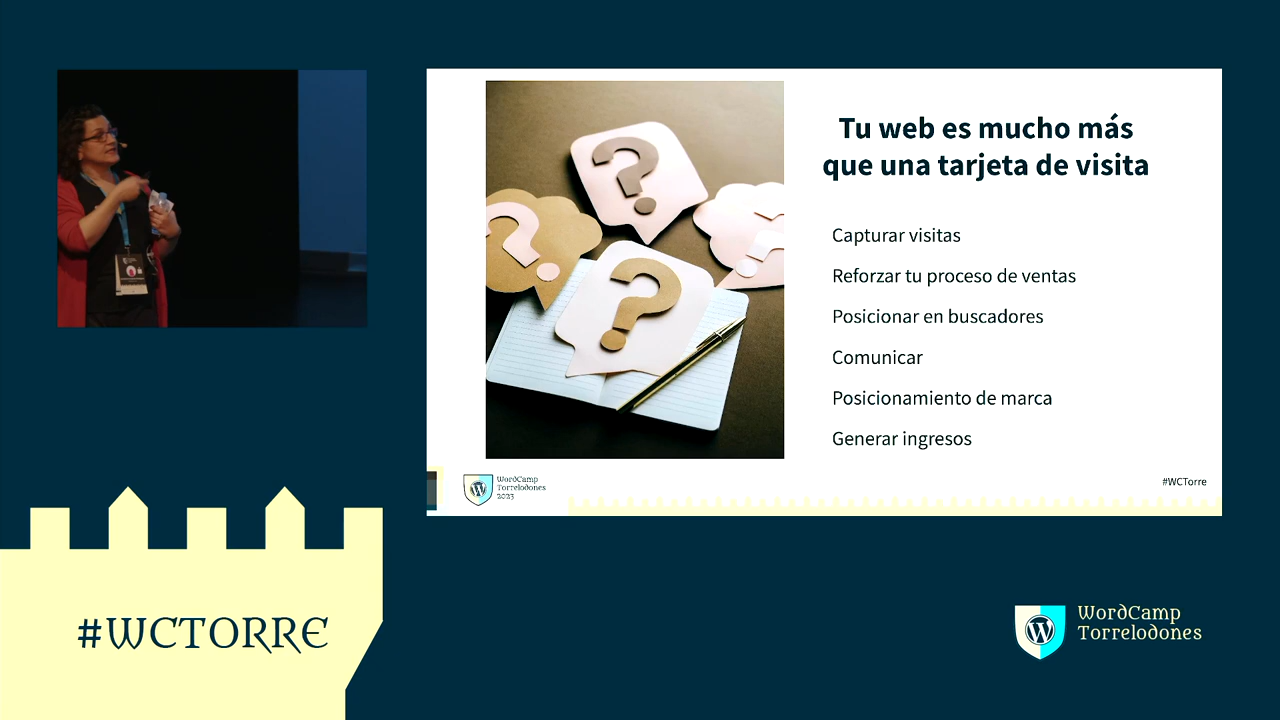 Tu web es mucho más
que una tarjeta de visita
Capturar visitas
Reforzar tu proceso de ventas
Posicionar en buscadores
Comunicar
Posicionamiento de marca
Generar ingresos
WordCamp
Torrelodones
2023
#WCTorre
#WCTORRE
WordCamp
Torrelodones